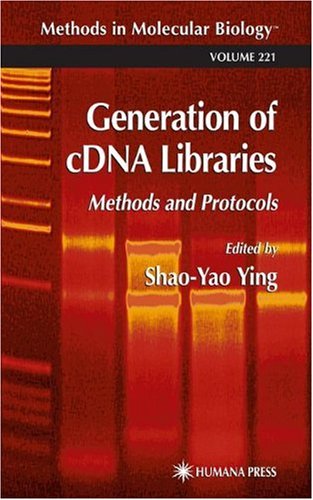 Methods in Molecular Biology™
VOLUME 221
Generation of
cDNA Libraries
Methods and Protocols
Edited by
Shao-Yao Ying
HUMANA PRESS